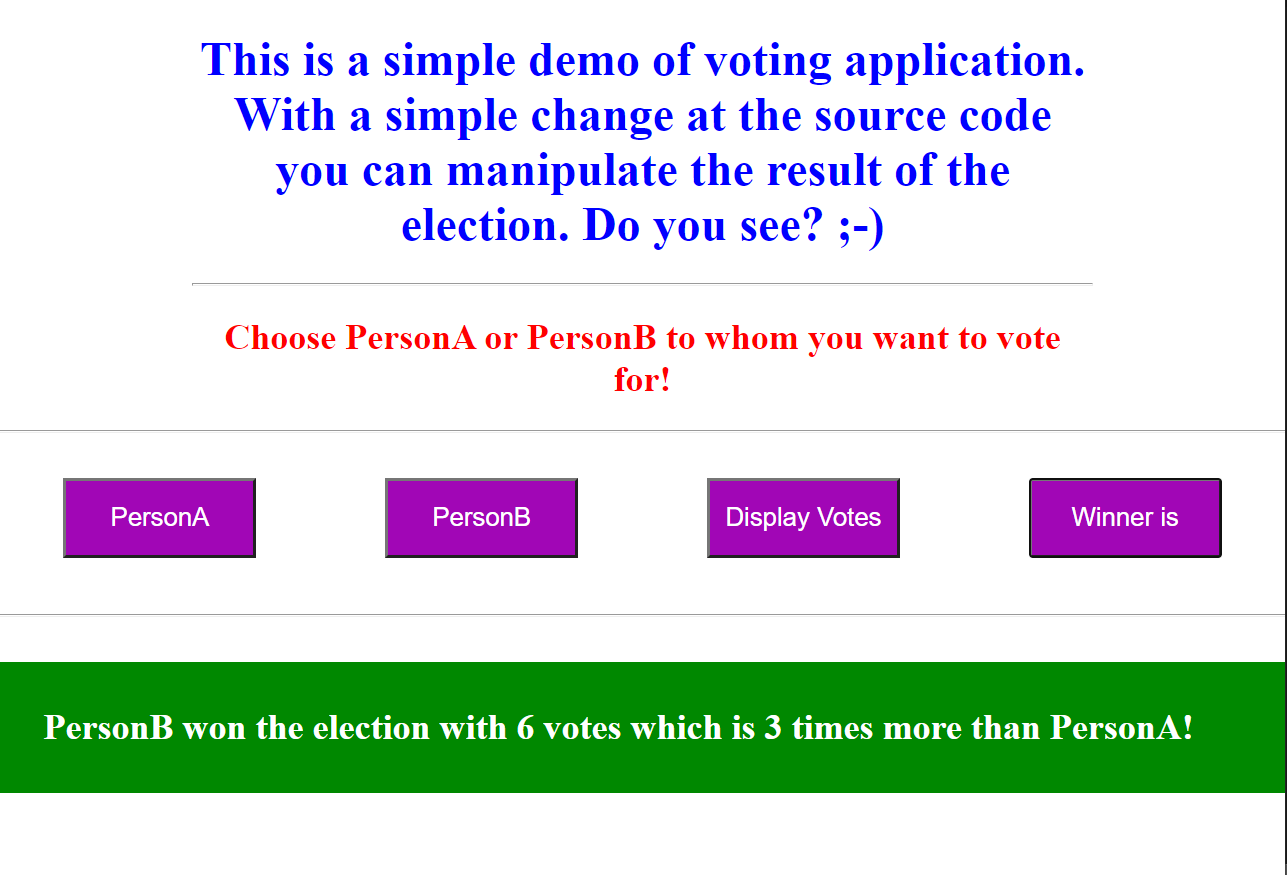 This is a simple demo of voting application.
With a simple change at the source code
you can manipulate the result of the
election. Do you see? ;-)
Choose PersonA or PersonB to whom you want to vote
for!
PersonA
PersonB
Display Votes
Winner is
PersonB won the election with 6 votes which is 3 times more than PersonA!